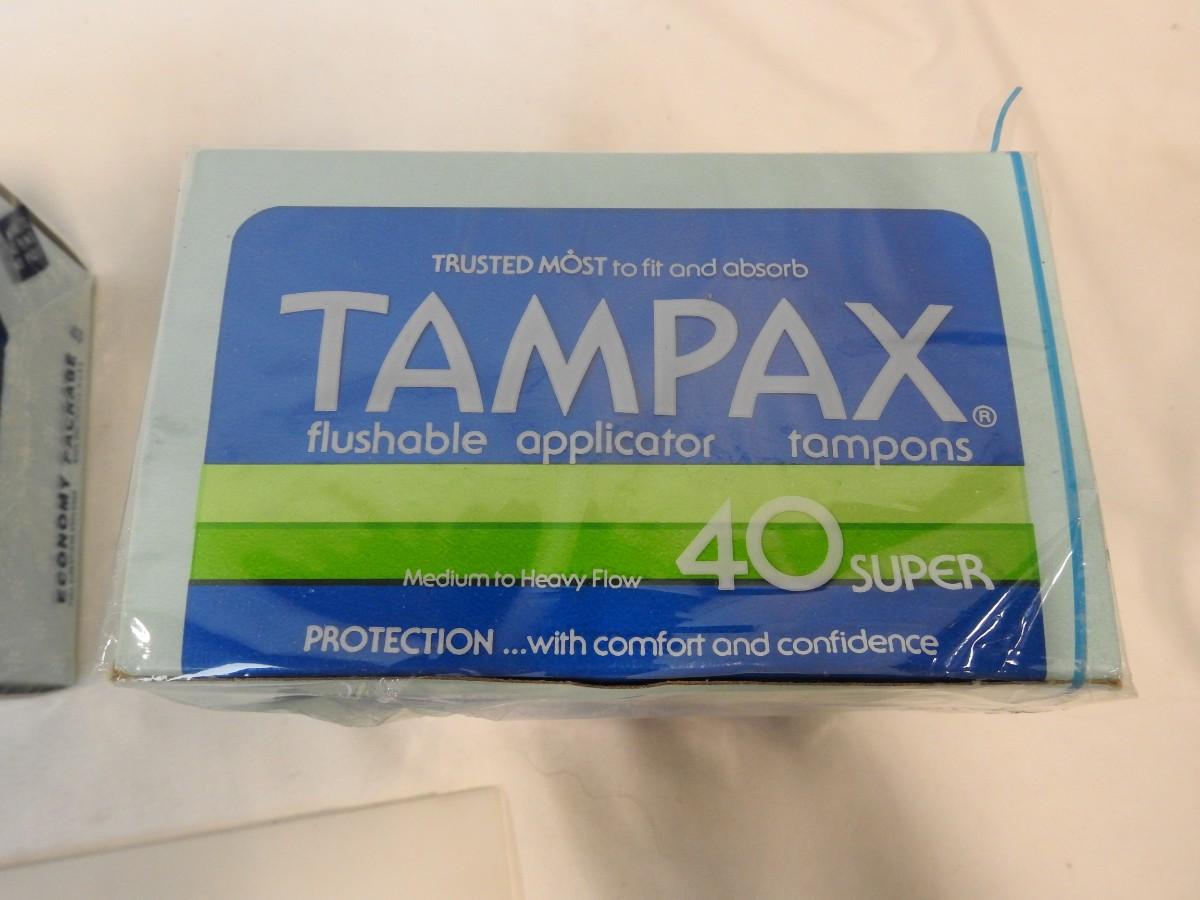 TRUSTED MOST to fit and absorb
TAMPAX®
flushable applicator tampons
40 SUPER
Medium to Heavy Flow
PROTECTION ...with comfort and confidence
ECONOMY PACKAGE